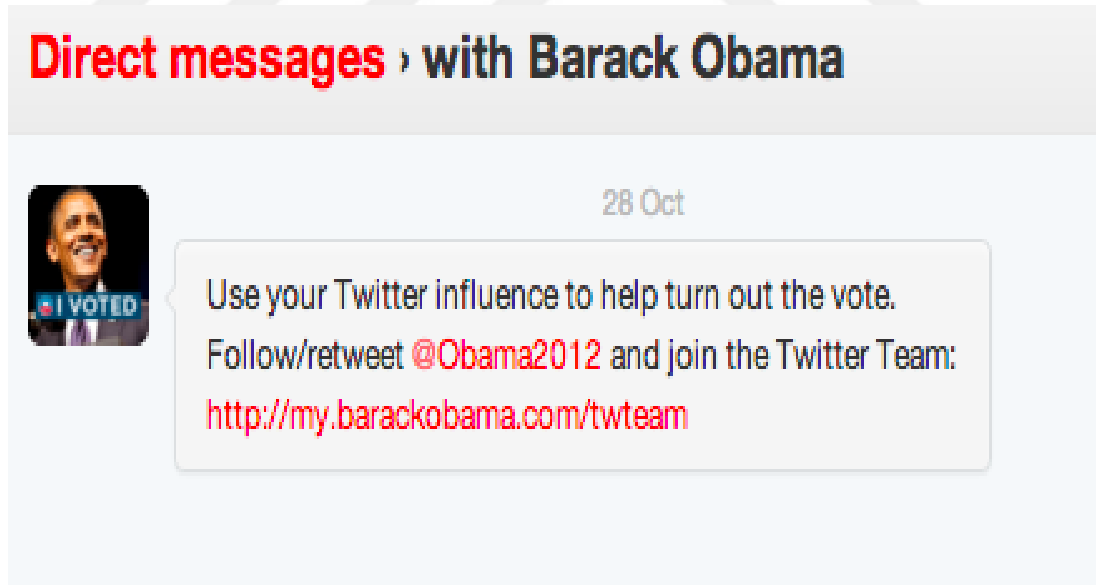 Direct messages › with Barack Obama
28 Oct
I VOTED
Use your Twitter influence to help turn out the vote.
Follow/retweet @Obama2012 and join the Twitter Team:
http://my.barackobama.com/twteam